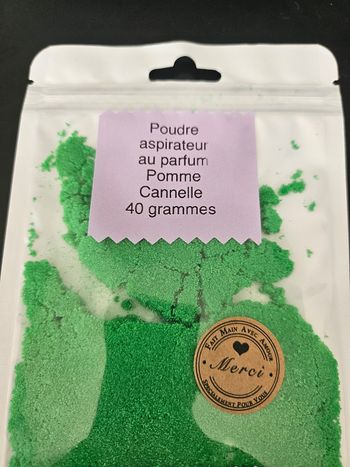 Poudre
aspirateur
au parfum
Pomme
Cannelle
40 grammes
Fait Main Avec Amour
Merci
Spécialement Pour Vous